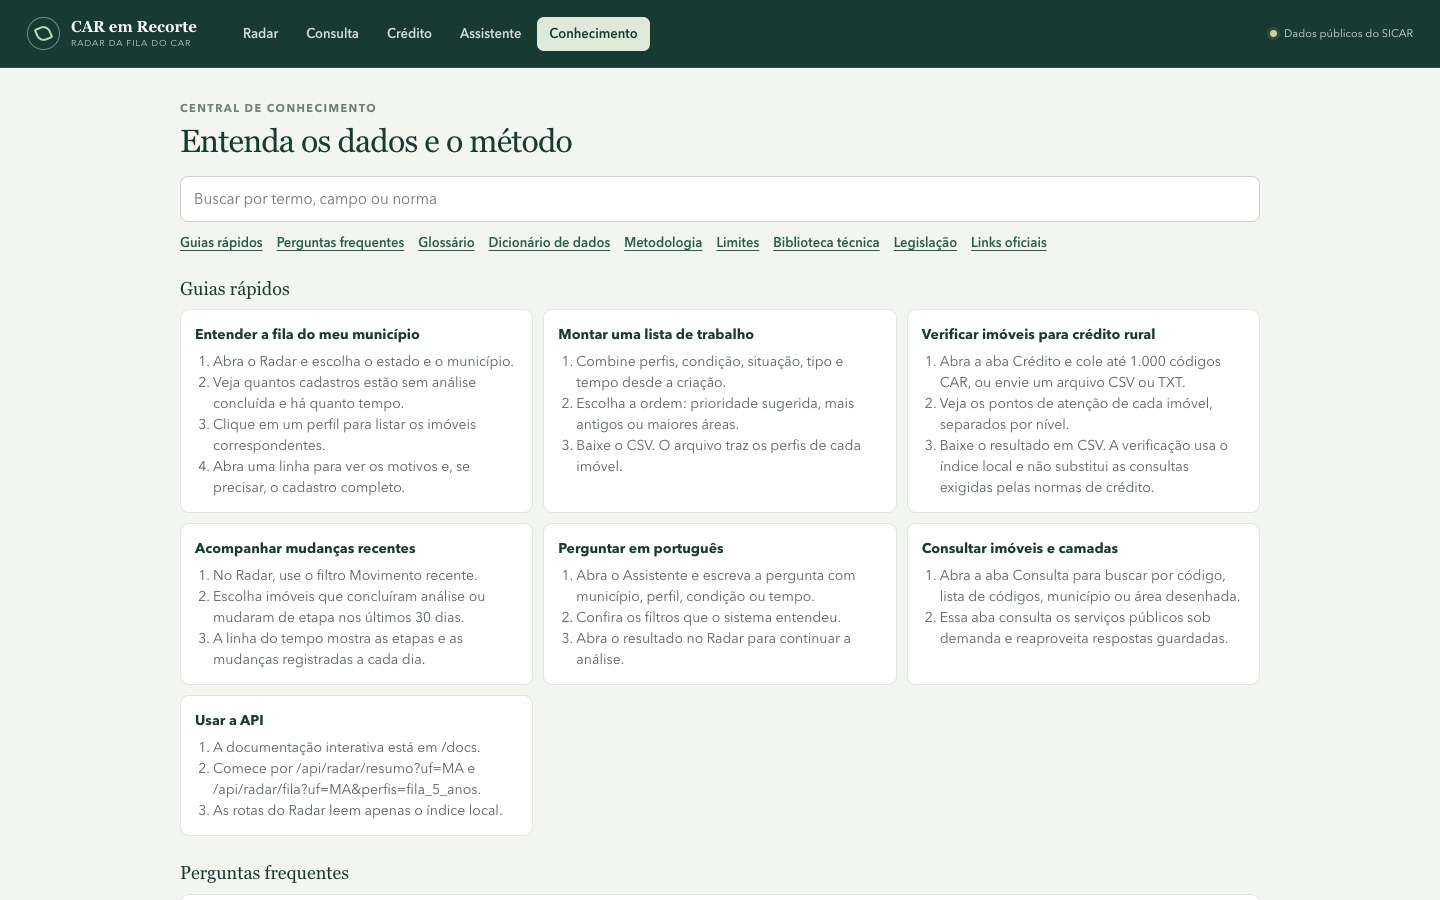 CAR em Recorte
RADAR DA FILA DO CAR
Radar
Consulta
Crédito
Assistente
Conhecimento
Dados públicos do SICAR
CENTRAL DE CONHECIMENTO
Entenda os dados e o método
Buscar por termo, campo ou norma
Guias rápidos
Perguntas frequentes
Glossário
Dicionário de dados
Metodologia
Limites
Biblioteca técnica
Legislação
Links oficiais
Guias rápidos
Entender a fila do meu município
1. Abra o Radar e escolha o estado e o município.
2. Veja quantos cadastros estão sem análise
concluída e há quanto tempo.
3. Clique em um perfil para listar os imóveis
correspondentes.
4. Abra uma linha para ver os motivos e, se
precisar, o cadastro completo.
Montar uma lista de trabalho
1. Combine perfis, condição, situação, tipo e
tempo desde a criação.
2. Escolha a ordem: prioridade sugerida, mais
antigos ou maiores áreas.
3. Baixe o CSV. O arquivo traz os perfis de cada
imóvel.
Verificar imóveis para crédito rural
1. Abra a aba Crédito e cole até 1.000 códigos
CAR, ou envie um arquivo CSV ou TXT.
2. Veja os pontos de atenção de cada imóvel,
separados por nível.
3. Baixe o resultado em CSV. A verificação usa o
índice local e não substitui as consultas
exigidas pelas normas de crédito.
Acompanhar mudanças recentes
1. No Radar, use o filtro Movimento recente.
2. Escolha imóveis que concluíram análise ou
mudaram de etapa nos últimos 30 dias.
3. A linha do tempo mostra as etapas e as
mudanças registradas a cada dia.
Perguntar em português
1. Abra o Assistente e escreva a pergunta com
município, perfil, condição ou tempo.
2. Confira os filtros que o sistema entendeu.
3. Abra o resultado no Radar para continuar a
análise.
Consultar imóveis e camadas
1. Abra a aba Consulta para buscar por código,
lista de códigos, município ou área desenhada.
2. Essa aba consulta os serviços públicos sob
demanda e reaproveita respostas guardadas.
Usar a API
1. A documentação interativa está em /docs.
2. Comece por /api/radar/resumo?uf=MA e
/api/radar/fila?uf=MA&perfis=fila_5_anos.
3. As rotas do Radar leem apenas o índice local.
Perguntas frequentes